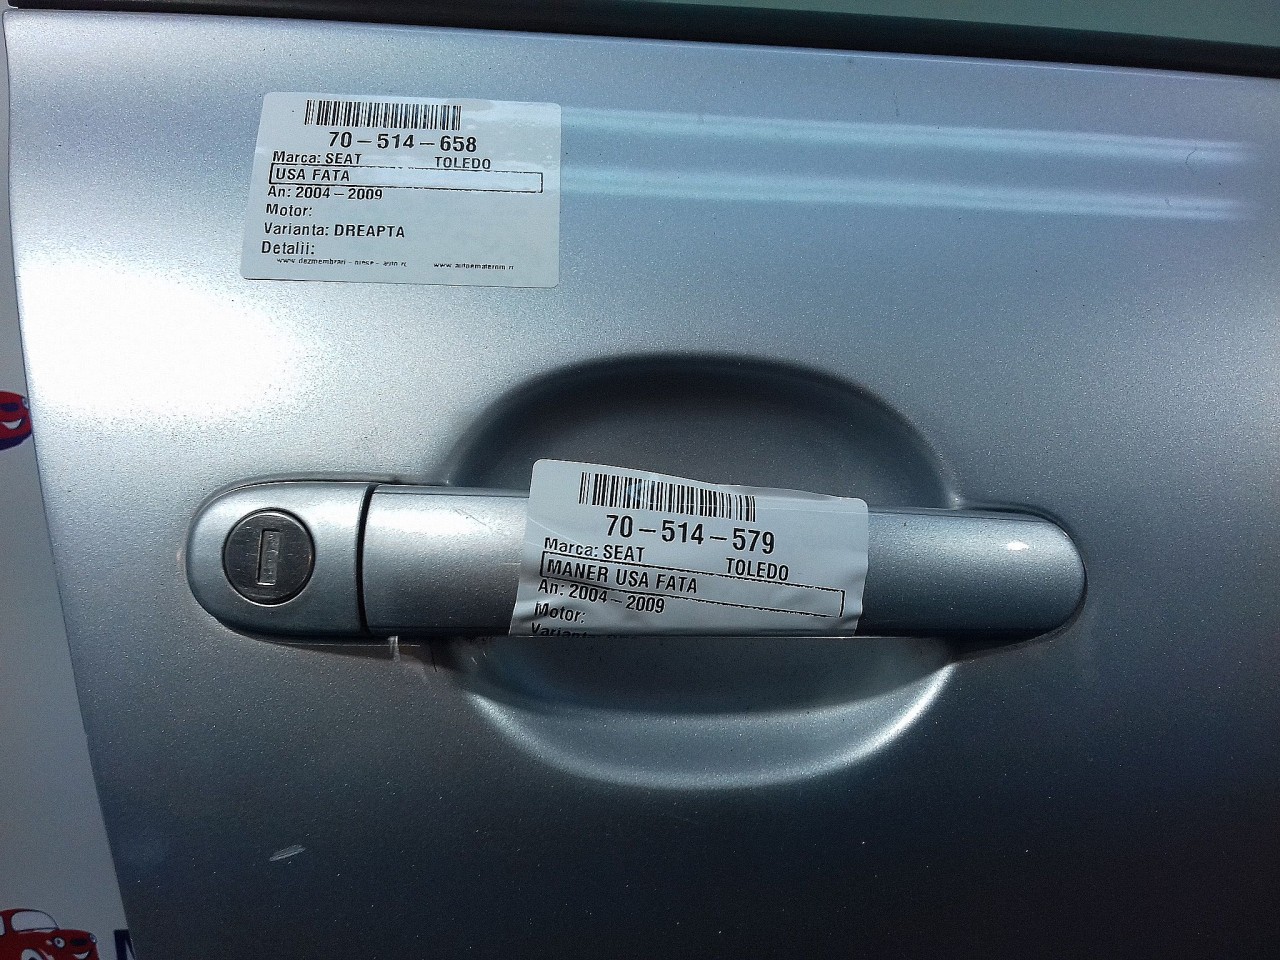 70-514-658
Marca: SEAT TOLEDO
USA FATA
An: 2004-2009
Motor:
Varianta: DREAPTA
Detalii:
70-514-579
Marca: SEAT TOLEDO
MANER USA FATA
An: 2004-2009
Motor: